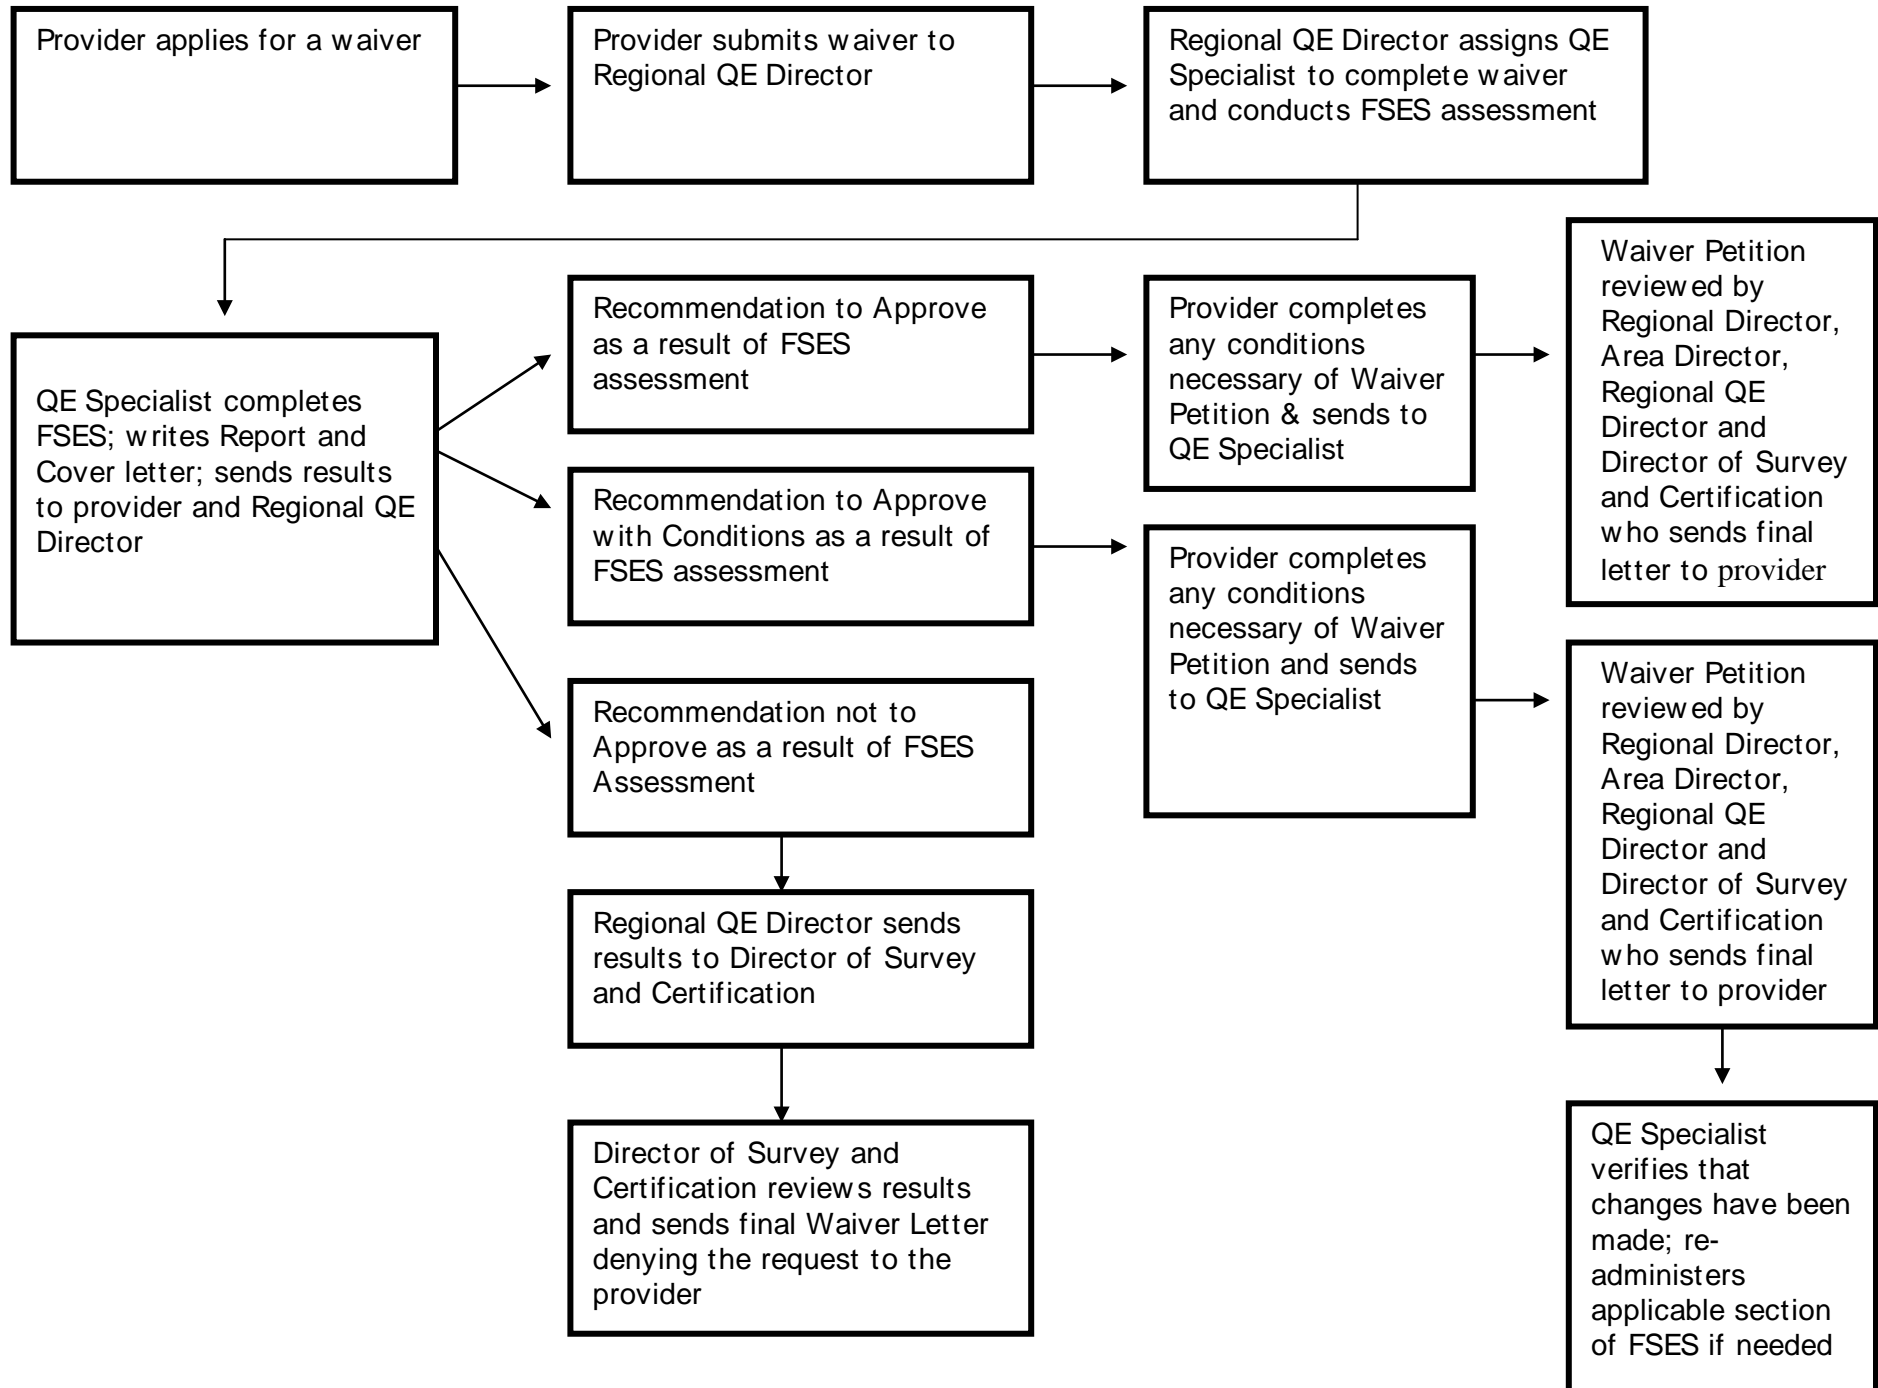 Provider applies for a waiver
Provider submits waiver to
Regional QE Director
Regional QE Director assigns QE
Specialist to complete waiver
and conducts FSES assessment
QE Specialist completes
FSES; writes Report and
Cover letter; sends results
to provider and Regional QE
Director
Recommendation to Approve
as a result of FSES
assessment
Provider completes
any conditions
necessary of Waiver
Petition & sends to
QE Specialist
Waiver Petition
reviewed by
Regional Director,
Area Director,
Regional QE
Director and
Director of Survey
and Certification
who sends final
letter to provider
Recommendation to Approve
with Conditions as a result of
FSES assessment
Provider completes
any conditions
necessary of Waiver
Petition and sends
to QE Specialist
Waiver Petition
reviewed by
Regional Director,
Area Director,
Regional QE
Director and
Director of Survey
and Certification
who sends final
letter to provider
QE Specialist
verifies that
changes have been
made; re-
administers
applicable section
of FSES if needed
Recommendation not to
Approve as a result of FSES
Assessment
Regional QE Director sends
results to Director of Survey
and Certification
Director of Survey and
Certification reviews results
and sends final Waiver Letter
denying the request to the
provider